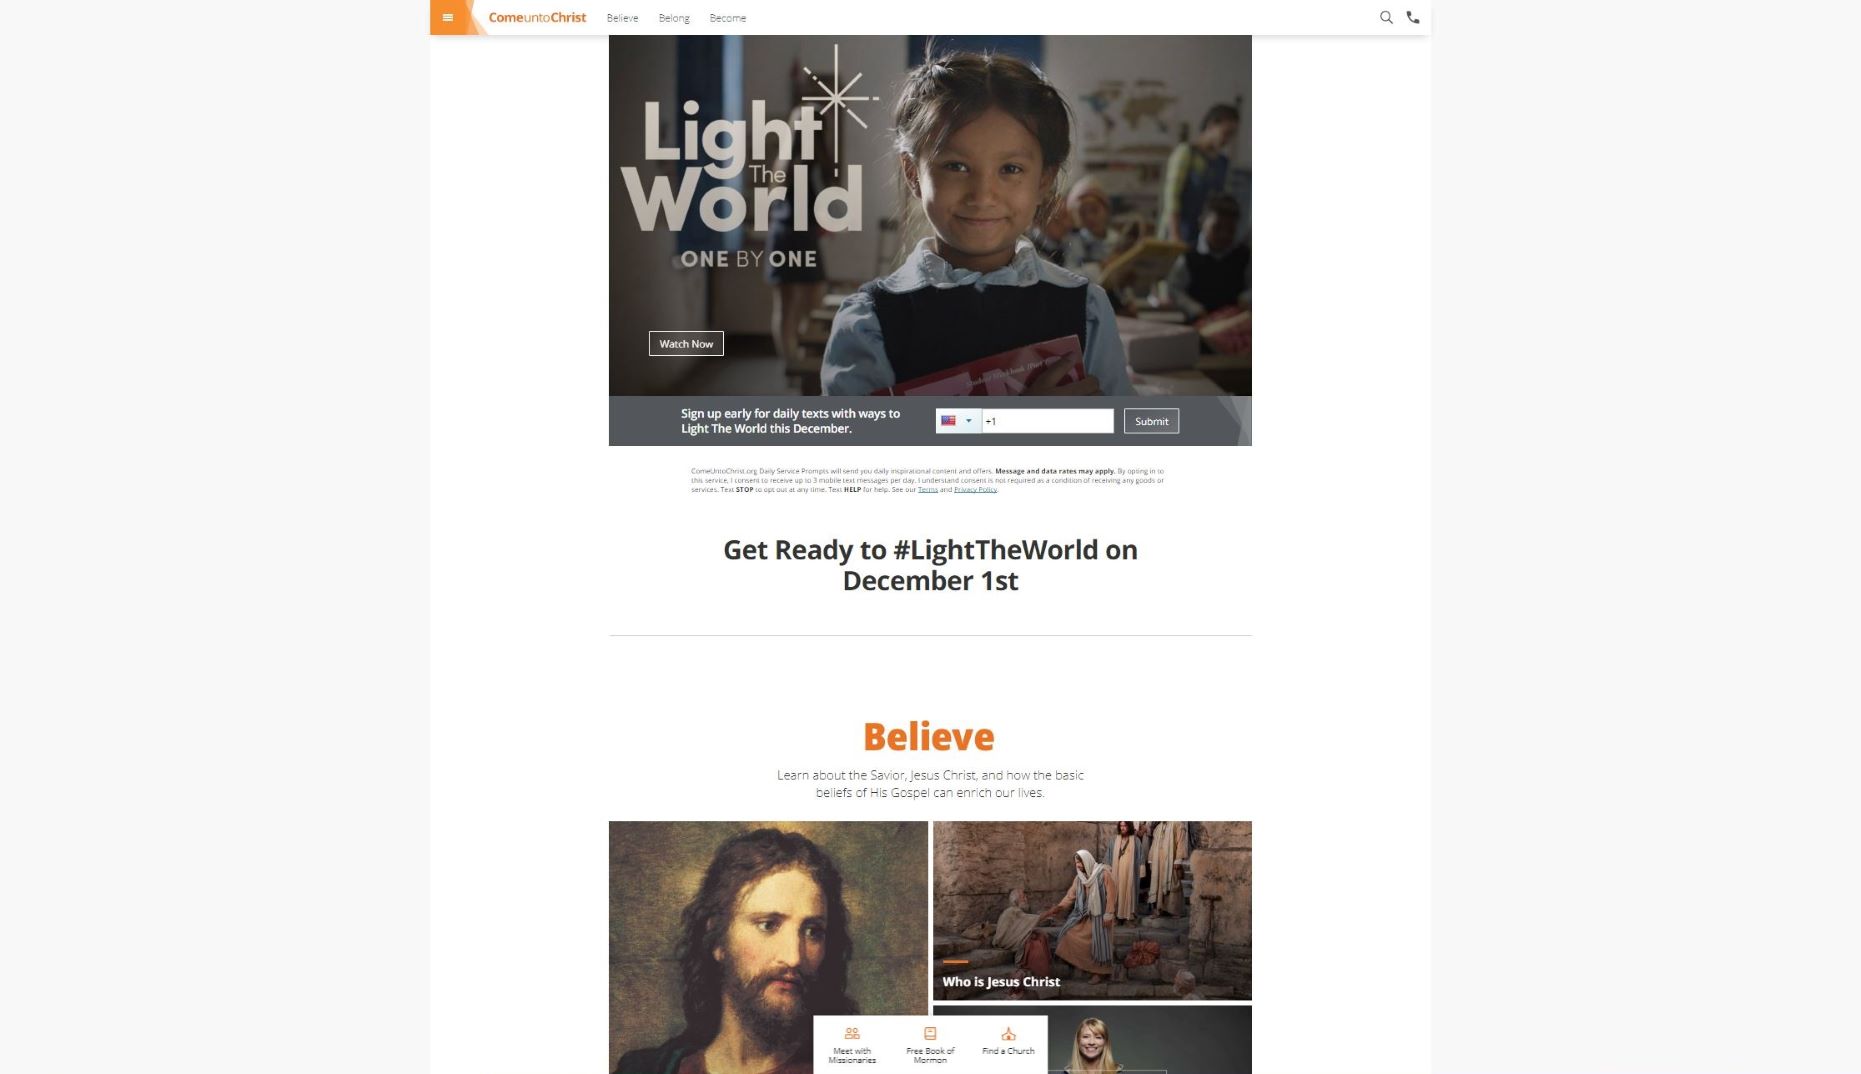 ComeuntoChrist Believe Belong Become
Light
The
World
ONE BY ONE
Student Workbook (Part
Watch Now
Sign up early for daily texts with ways to
Light The World this December.
+1
Submit
ComeUntoChrist.org Daily Service Prompts will send you daily inspirational content and offers. Message and data rates may apply. By opting in to
this service, I consent to receive up to 3 mobile text messages per day. I understand consent is not required as a condition of receiving any goods or
services. Text STOP to opt out at any time. Text HELP for help. See our Terms and Privacy Policy.
Get Ready to #LightTheWorld on
December 1st
Believe
Learn about the Savior, Jesus Christ, and how the basic
beliefs of His Gospel can enrich our lives.
Who is Jesus Christ
Meet with
Missionaries
Free Book of
Mormon
Find a Church